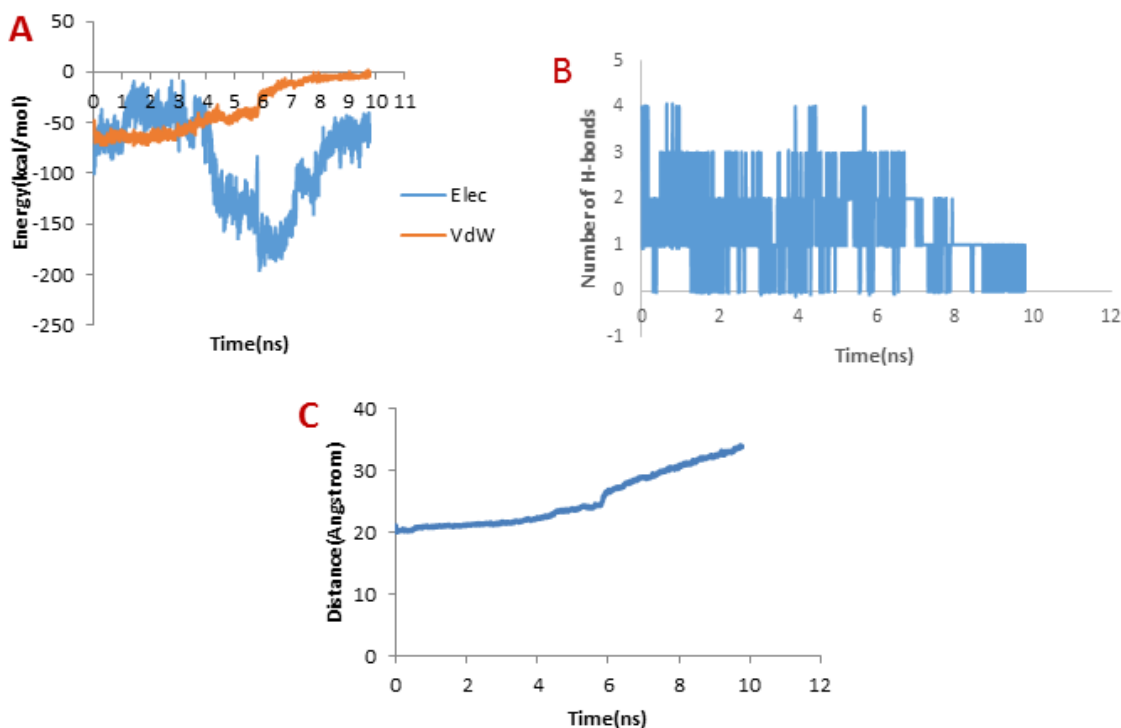 A
Energy(kcal/mol)
50
0
-50
-100
-150
-200
-250
0 1 2 3 4 5 6 7 8 9 10 11
Time(ns)
Elec
VdW
B
Number of H-bonds
5
4
3
2
1
0
-1
0 2 4 6 8 10 12
Time(ns)
C
Distance(Angstrom)
40
30
20
10
0
0 2 4 6 8 10 12
Time(ns)